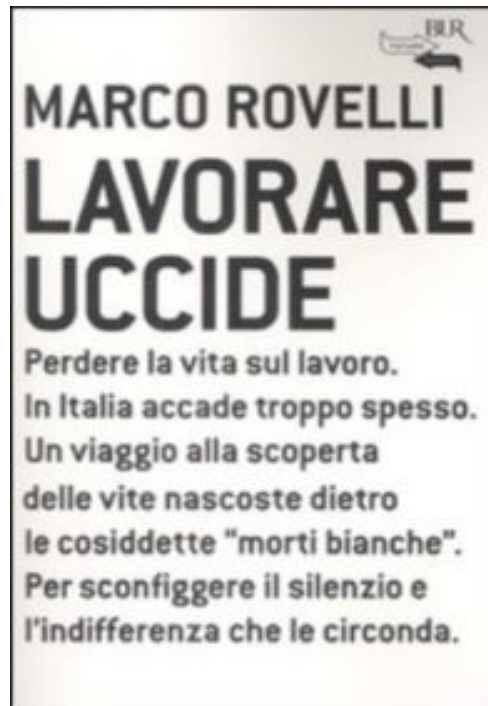 BUR
MARCO ROVELLI
LAVORARE
UCCIDE
Perdere la vita sul lavoro.
In Italia accade troppo spesso.
Un viaggio alla scoperta
delle vite nascoste dietro
le cosiddette "morti bianche".
Per sconfiggere il silenzio e
l'indifferenza che le circonda.